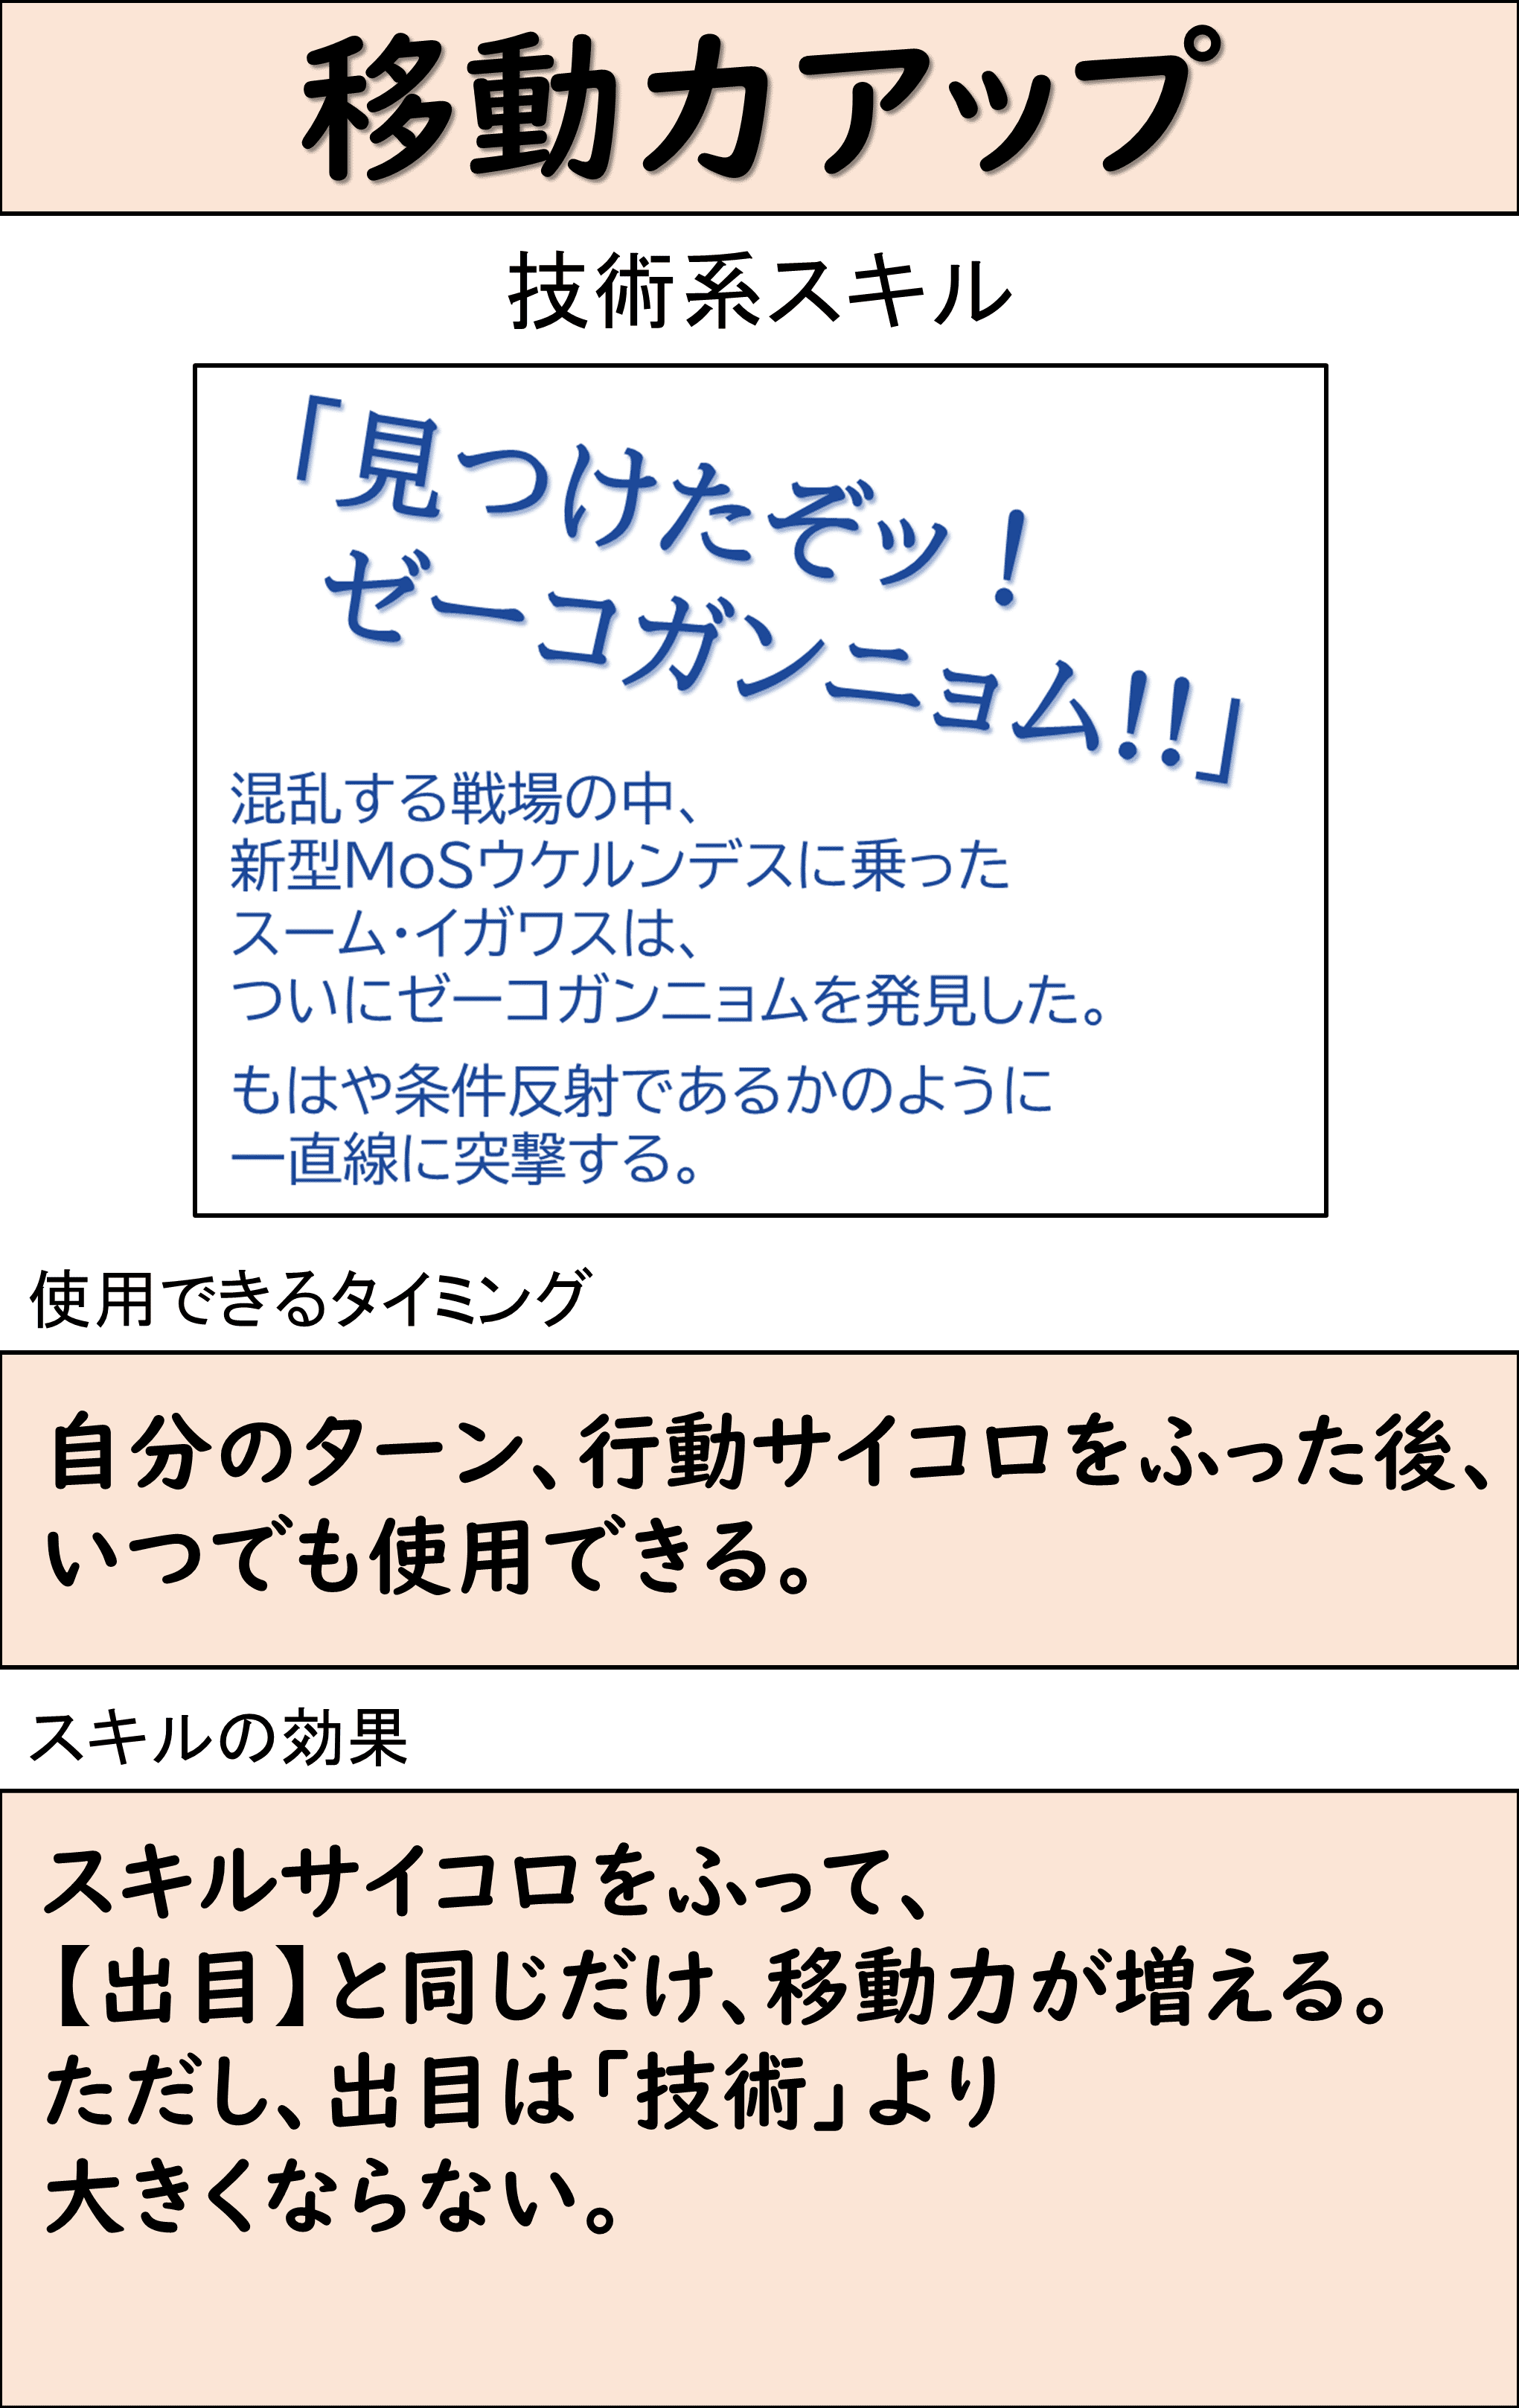 移動力アップ
技術系スキル
「見つけたぞッ！
ゼーコガンニョム!!」
混乱する戦場の中、
新型MoSウケルンデスに乗った
スーム・イガワスは、
ついにゼーコガンニョムを発見した。
もはや条件反射であるかのように
一直線に突撃する。
使用できるタイミング
自分のターン、行動サイコロをふった後、
いつでも使用できる。
スキルの効果
スキルサイコロをふって、
【出目】と同じだけ、移動力が増える。
ただし、出目は「技術」より
大きくならない。